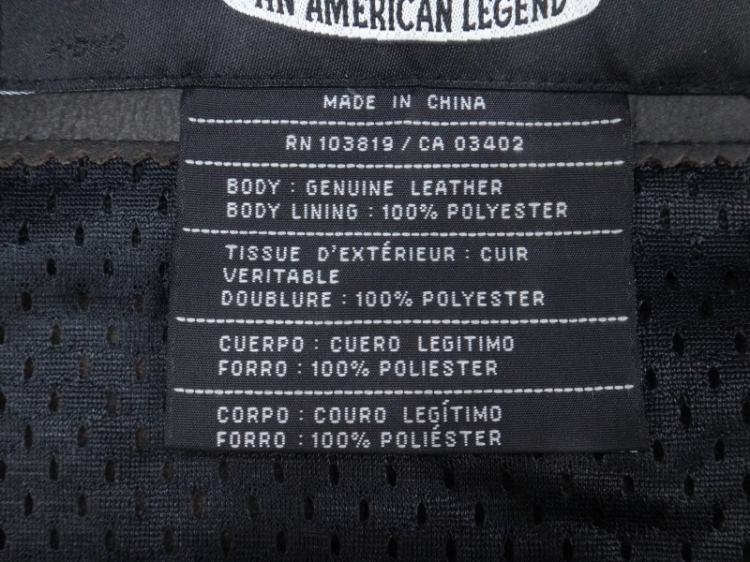 AN AMERICAN LEGEND
MADE IN CHINA
RN 103819 / CA 03402
BODY : GENUINE LEATHER
BODY LINING : 100% POLYESTER
TISSUE D'EXTÉRIEUR : CUIR
VERITABLE
DOUBLURE : 100% POLYESTER
CUERPO : CUERO LEGITIMO
FORRO : 100% POLIESTER
CORPO : COURO LEGÍTIMO
FORRO : 100% POLIÉSTER